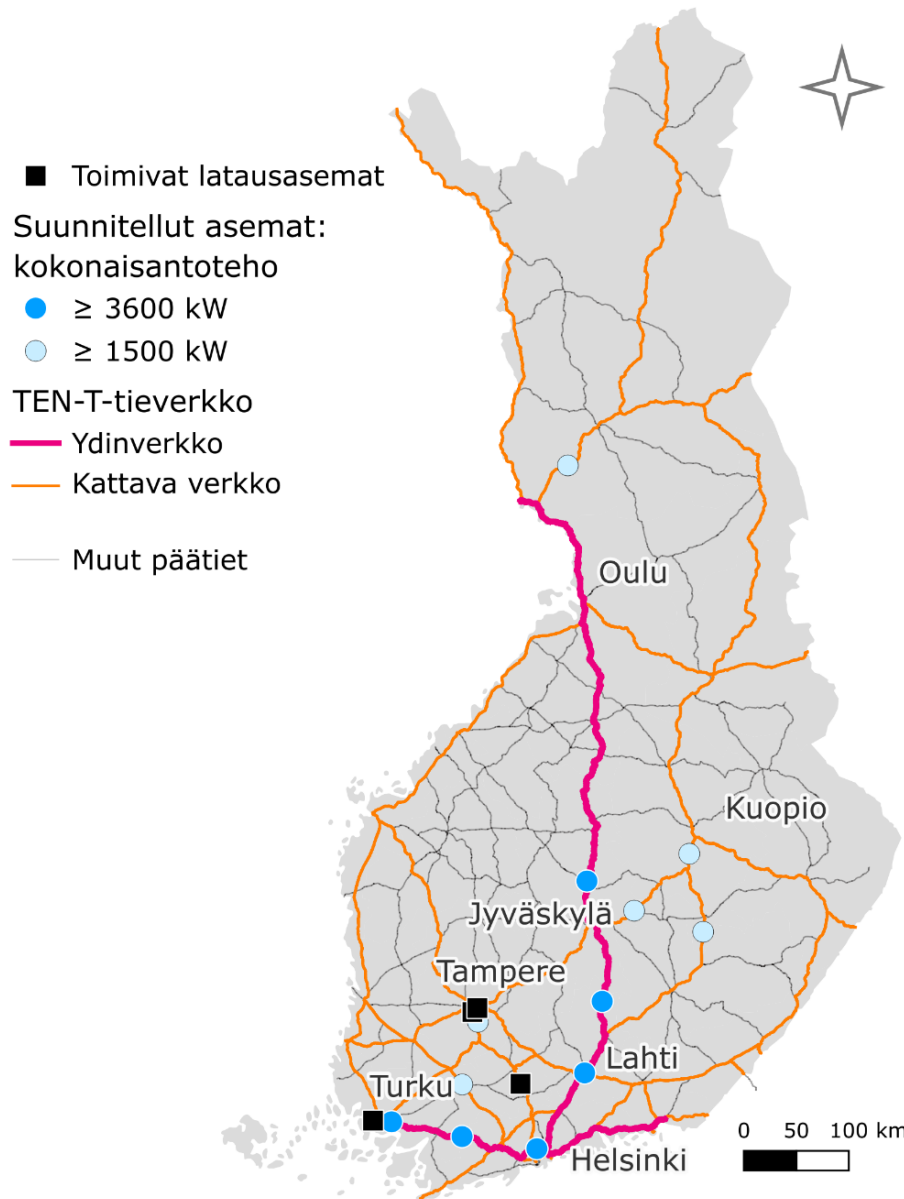 Toimivat latausasemat
Suunnitellut asemat:
kokonaisantoteho
≥ 3600 kW
≥ 1500 kW
TEN-T-tieverkko
Ydinverkko
Kattava verkko
Muut päätiet
Oulu
Kuopio
Jyväskylä
Tampere
Lahti
Turku
Helsinki
0 50 100 km